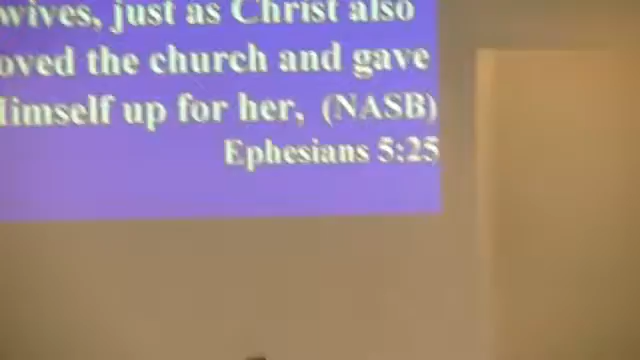 wives, just as Christ also
oved the church and gave
Himself up for her, (NASB)
Ephesians 5:25